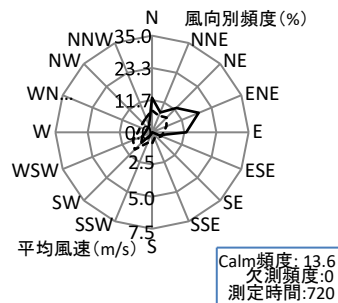 N 風向別頻度(%)
35.0
NNW NNE
NW 23.3 NE
WN... 11.7 ENE
W 0.0 E
WSW 2.5 ESE
SW 5.0 SE
SSW SSE
7.5
平均風速(m/s) S
Calm頻度: 13.6
欠測頻度:0
測定時間:720